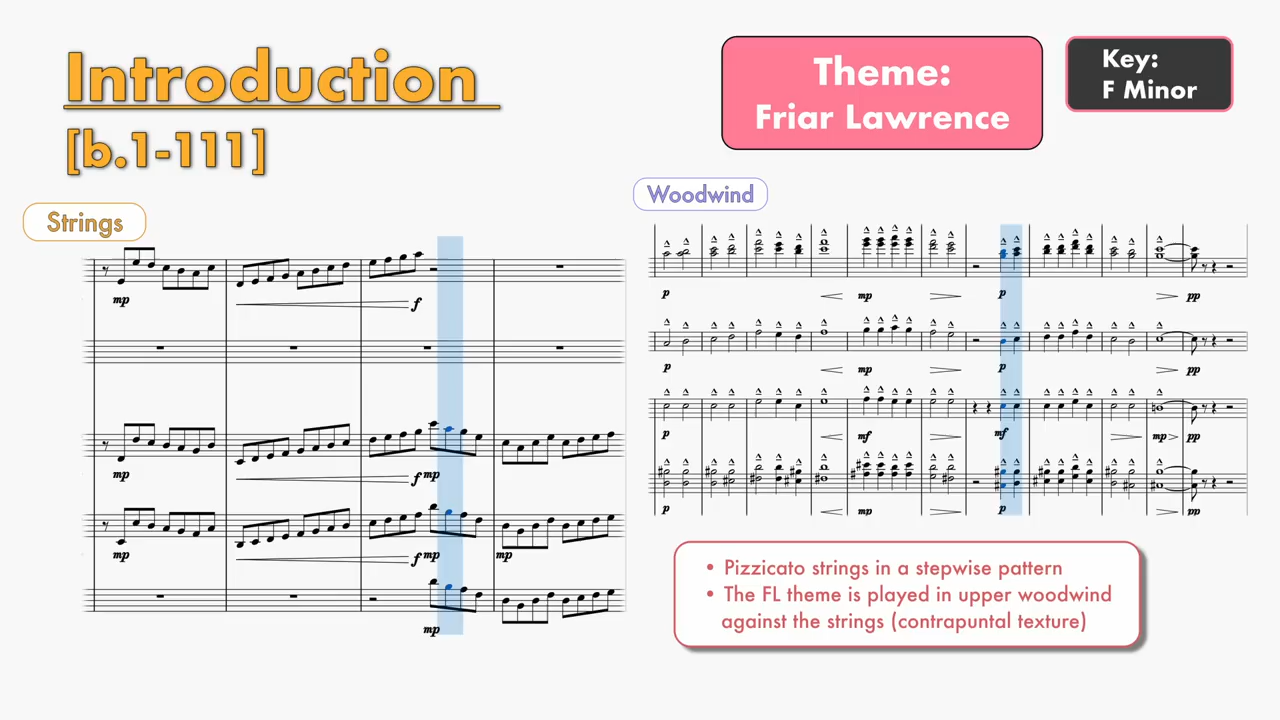 Introduction
[b.1-111]
Theme:
Friar Lawrence
Key:
F Minor
Strings
mp
f
mp
f mp
mp
f mp
mp
mp
Woodwind
p
mp
p
pp
p
mp
p
pp
p
mf
mf
mp
pp
p
mp
p
pp
• Pizzicato strings in a stepwise pattern
• The FL theme is played in upper woodwind
against the strings (contrapuntal texture)